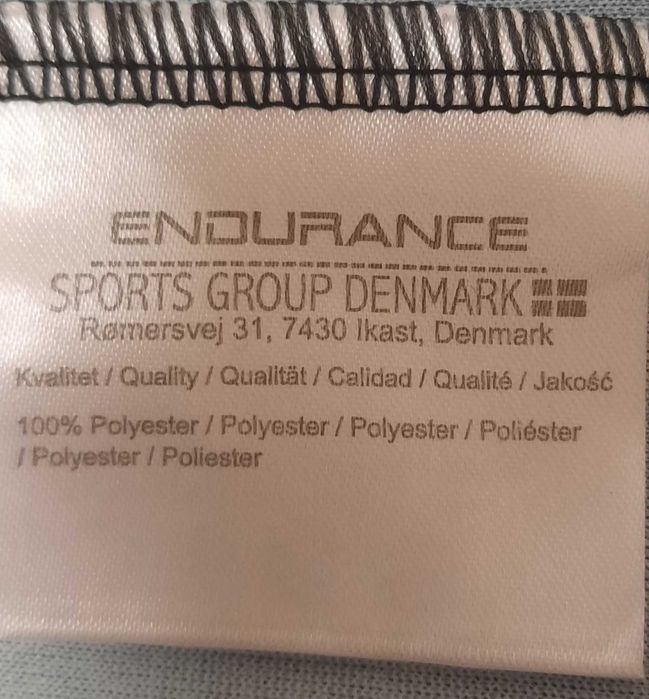 ENDURANCE
SPORTS GROUP DENMARK
Rømersvej 31, 7430 Ikast, Denmark
Kvalitet / Quality / Qualität / Calidad / Qualité / Jakość
100% Polyester / Polyester / Polyester / Poliéster
/ Polyester / Poliester